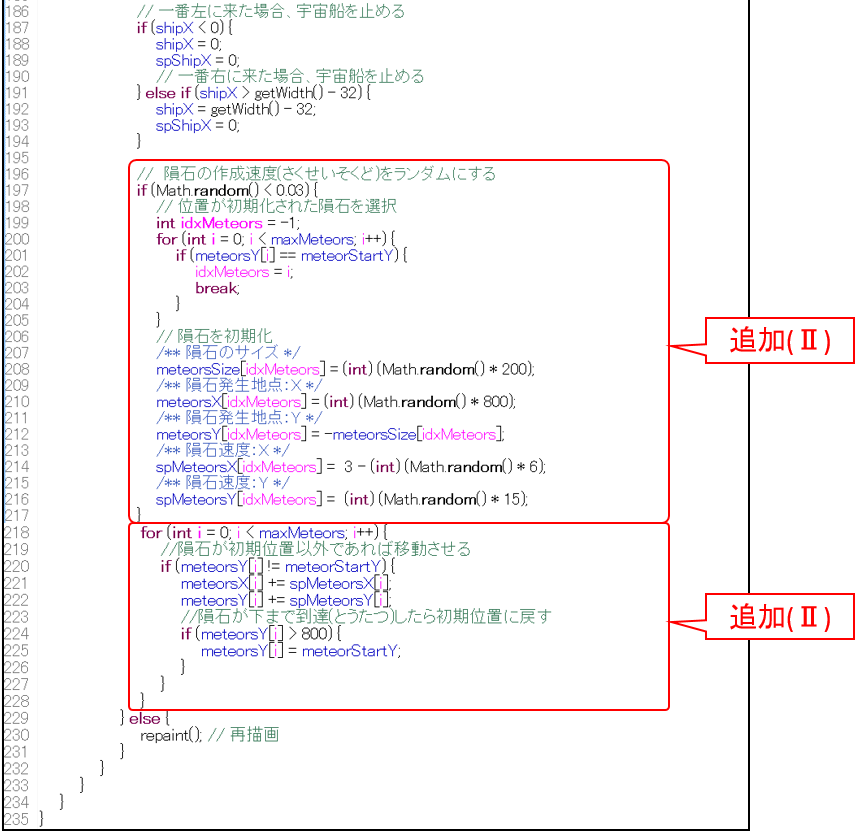 186 // 一番左に来た場合、宇宙船を止める
187 if (shipX < 0) {
188 shipX = 0;
189 spShipX = 0;
190 // 一番右に来た場合、宇宙船を止める
191 } else if (shipX > getWidth() - 32) {
192 shipX = getWidth() - 32;
193 spShipX = 0;
194 }
195
196 // 隕石の作成速度(さくせいそくど)をランダムにする
197 if (Math.random() < 0.03) {
198 // 位置が初期化された隕石を選択
199 int idxMeteors = -1;
200 for (int i = 0; i < maxMeteors; i++) {
201 if (meteorsY[i] == meteorStartY) {
202 idxMeteors = i;
203 break;
204 }
205 }
206 // 隕石を初期化
207 /** 隕石のサイズ */
208 meteorsSize[idxMeteors] = (int) (Math.random() * 200);
209 /** 隕石発生地点:X */
210 meteorsX[idxMeteors] = (int) (Math.random() * 800);
211 /** 隕石発生地点:Y */
212 meteorsY[idxMeteors] = -meteorsSize[idxMeteors];
213 /** 隕石速度:X */
214 spMeteorsX[idxMeteors] = 3 - (int) (Math.random() * 6);
215 /** 隕石速度:Y */
216 spMeteorsY[idxMeteors] = (int) (Math.random() * 15);
217 }
追加(Ⅱ)
218 for (int i = 0; i < maxMeteors; i++) {
219 //隕石が初期位置以外であれば移動させる
220 if (meteorsY[i] != meteorStartY) {
221 meteorsX[i] += spMeteorsX[i];
222 meteorsY[i] += spMeteorsY[i];
223 //隕石が下まで到達(とうたつ)したら初期位置に戻す
224 if (meteorsY[i] > 800) {
225 meteorsY[i] = meteorStartY;
226 }
227 }
228 }
追加(Ⅱ)
229 } else {
230 repaint(); // 再描画
231 }
232 }
233 }
234 }
235 }